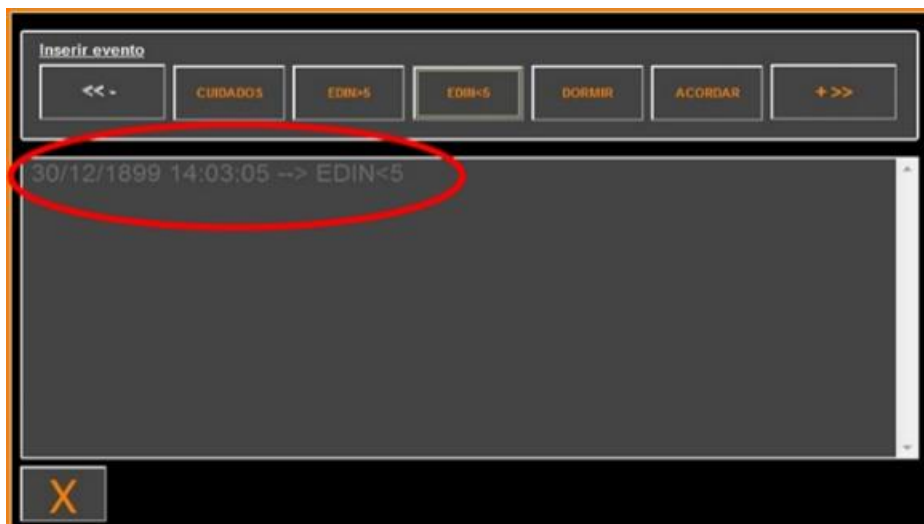 Inserir evento
<< - CUIDADOS EDIN>5 EDIN<5 DORMIR ACORDAR + >>
30/12/1899 14:03:05 --> EDIN<5
X